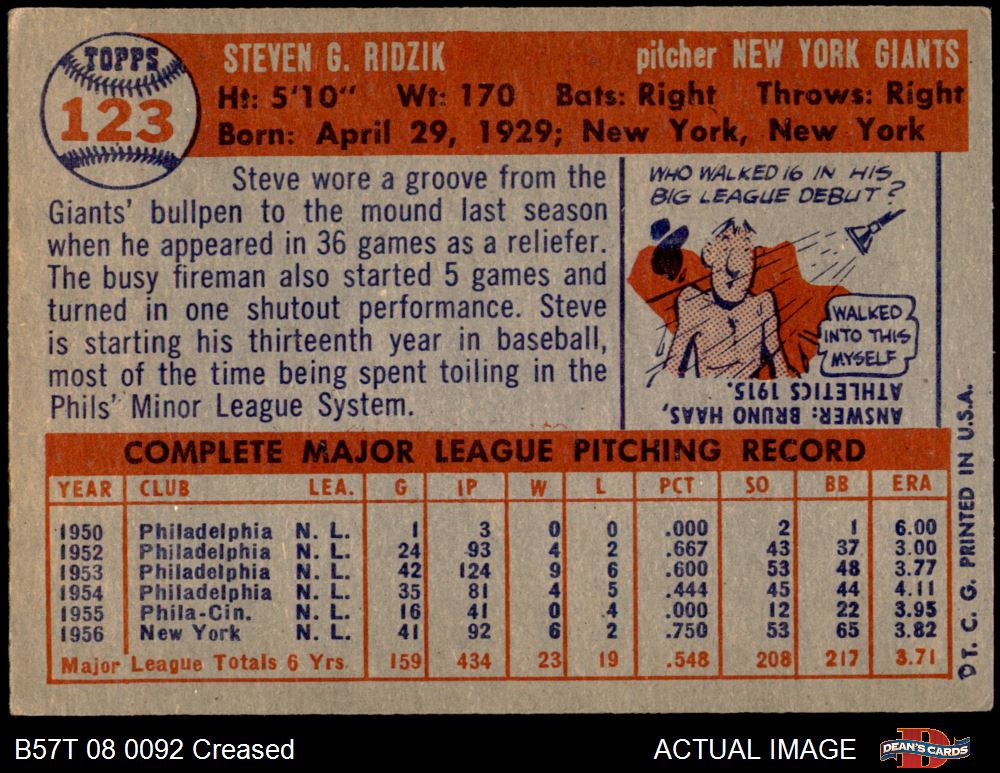 TOPPS
123
STEVEN G. RIDZIK pitcher NEW YORK GIANTS
Ht: 5'10" Wt: 170 Bats: Right Throws: Right
Born: April 29, 1929; New York, New York
Steve wore a groove from the
Giants' bullpen to the mound last season
when he appeared in 36 games as a reliefer.
The busy fireman also started 5 games and
turned in one shutout performance. Steve
is starting his thirteenth year in baseball,
most of the time being spent toiling in the
Phils' Minor League System.
WHO WALKED 16 IN HIS
BIG LEAGUE DEBUT?
WALKED
INTO THIS
MYSELF
ANSWER: BRUNO HAAS,
ATHLETICS 1915.
COMPLETE MAJOR LEAGUE PITCHING RECORD
YEAR CLUB LEA. G IP W L PCT SO BB ERA
1950 Philadelphia N. L. 1 3 0 0 .000 2 1 6.00
1952 Philadelphia N. L. 24 93 4 2 .667 43 37 3.00
1953 Philadelphia N. L. 42 124 9 6 .600 53 48 3.77
1954 Philadelphia N. L. 35 81 4 5 .444 45 44 4.11
1955 Phila-Cin. N. L. 16 41 0 4 .000 12 22 3.95
1956 New York N. L. 41 92 6 2 .750 53 65 3.82
Major League Totals 6 Yrs. 159 434 23 19 .548 208 217 3.71
© T. C. G. PRINTED IN U.S.A.
B57T 08 0092 Creased ACTUAL IMAGE
DEAN'S CARDS